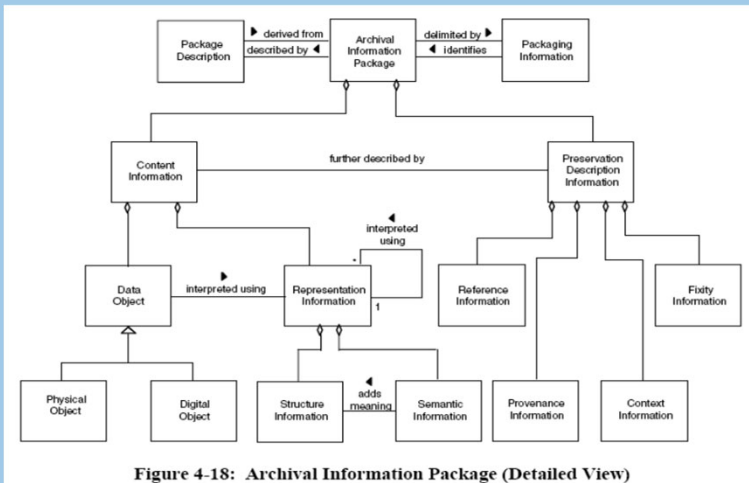 Package
Description
derived from
described by
Archival
Information
Package
delimited by
identifies
Packaging
Information
Content
Information
further described by
Preservation
Description
Information
interpreted
using
*
1
Data
Object
interpreted using
Representation
Information
Reference
Information
Fixity
Information
Physical
Object
Digital
Object
Structure
Information
adds
meaning
Semantic
Information
Provenance
Information
Context
Information
Figure 4-18: Archival Information Package (Detailed View)